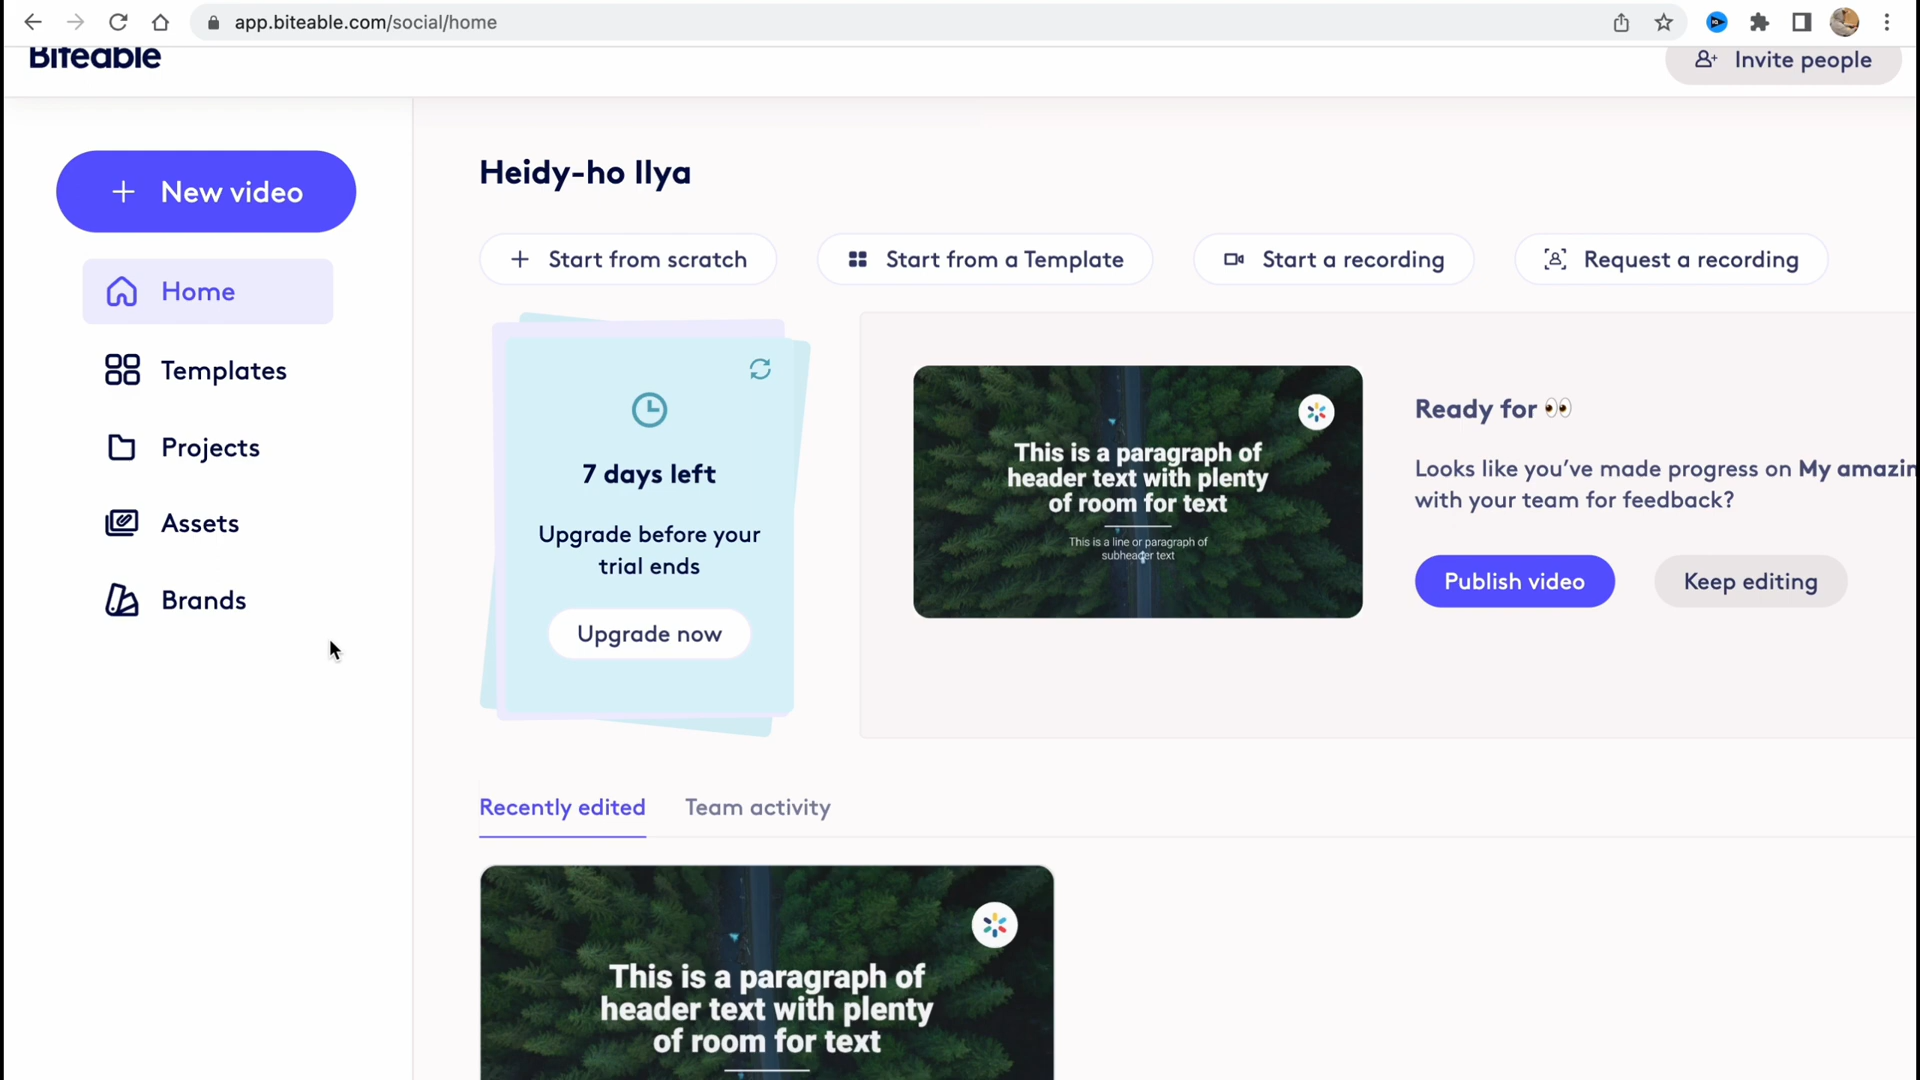 app.biteable.com/social/home
Biteable
Invite people
+ New video
Home
Templates
Projects
Assets
Brands
Heidy-ho Ilya
+ Start from scratch
Start from a Template
Start a recording
Request a recording
7 days left
Upgrade before your
trial ends
Upgrade now
This is a paragraph of
header text with plenty
of room for text
This is a line or paragraph of
subheader text
Ready for 👀
Looks like you’ve made progress on My amazin
with your team for feedback?
Publish video
Keep editing
Recently edited
Team activity
This is a paragraph of
header text with plenty
of room for text